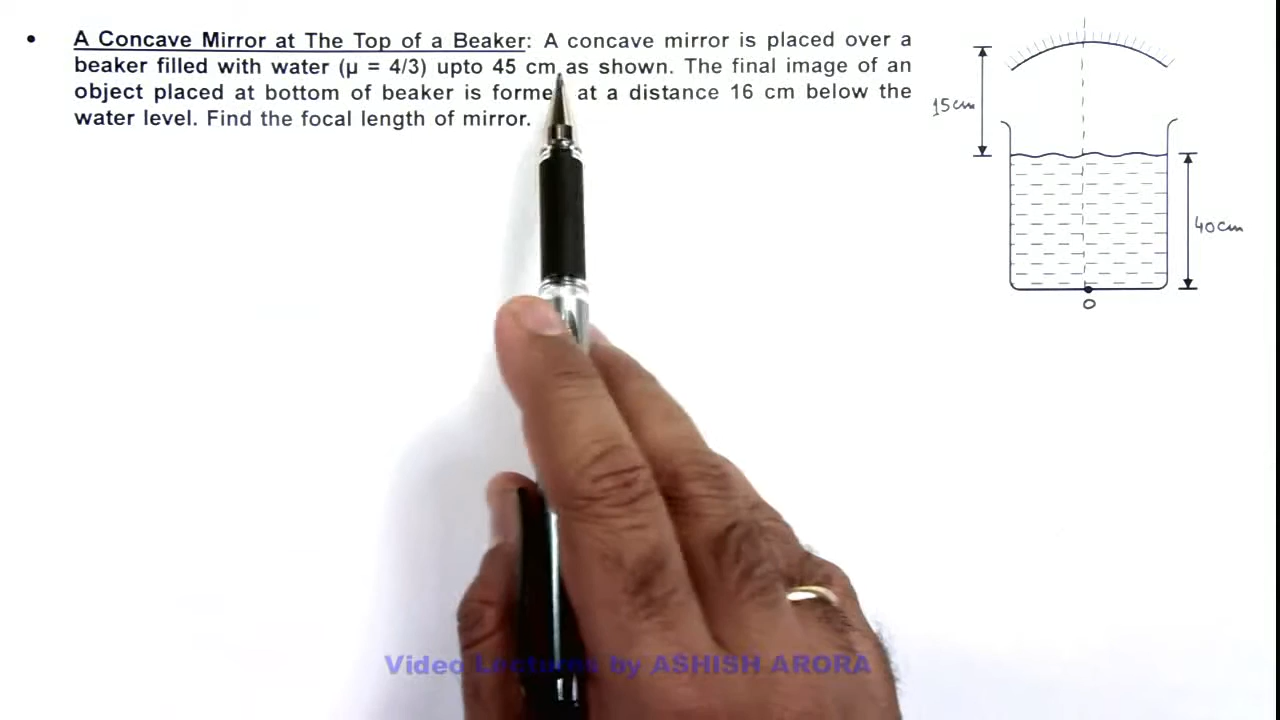 • A Concave Mirror at The Top of a Beaker: A concave mirror is placed over a
beaker filled with water (μ = 4/3) upto 45 cm as shown. The final image of an
object placed at bottom of beaker is forme at a distance 16 cm below the
water level. Find the focal length of mirror.
15cm
40cm
O
Video Lectures by ASHISH ARORA